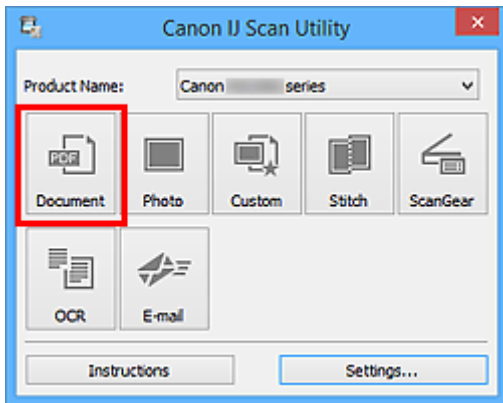 Canon IJ Scan Utility
Product Name: Canon series
PDF
Document Photo Custom Stitch ScanGear
OCR E-mail
Instructions Settings...